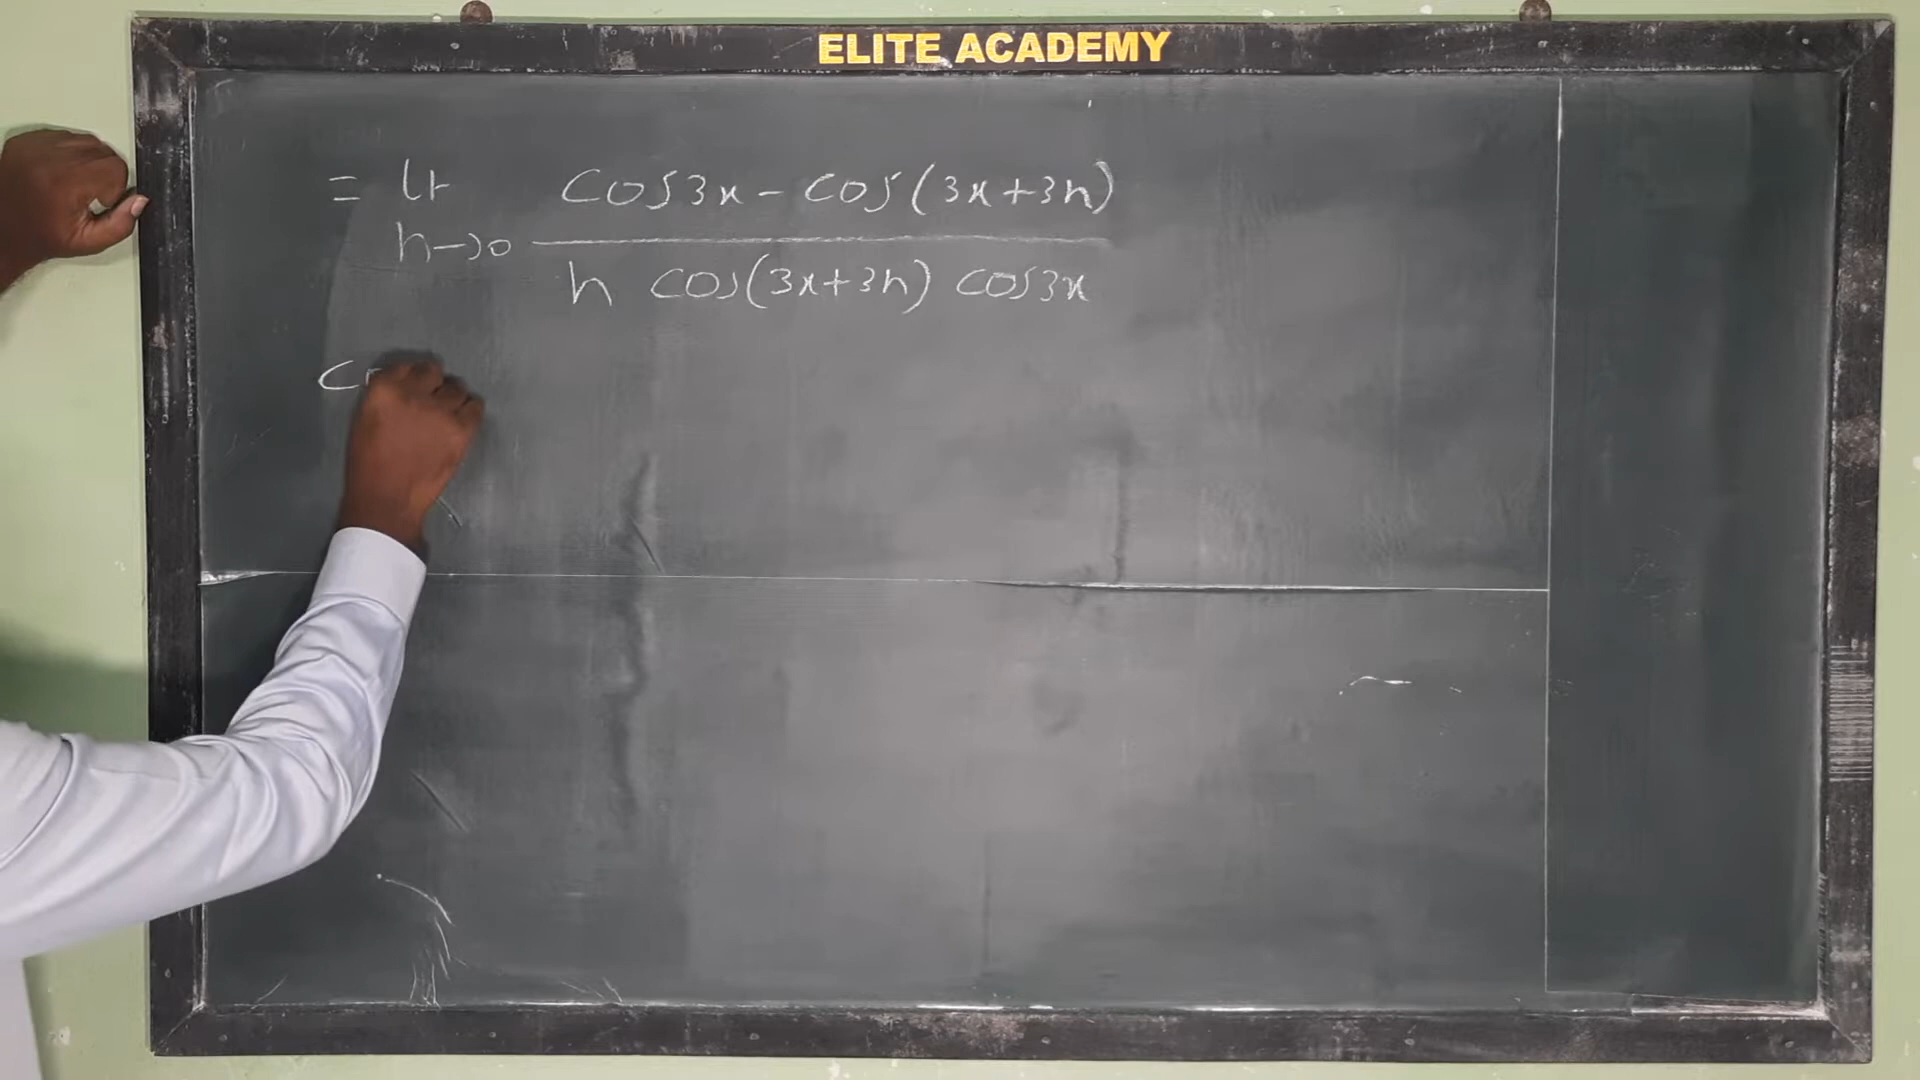 ELITE ACADEMY
= lt cos3x - cos(3x+3h)
h→0 h cos(3x+3h) cos3x